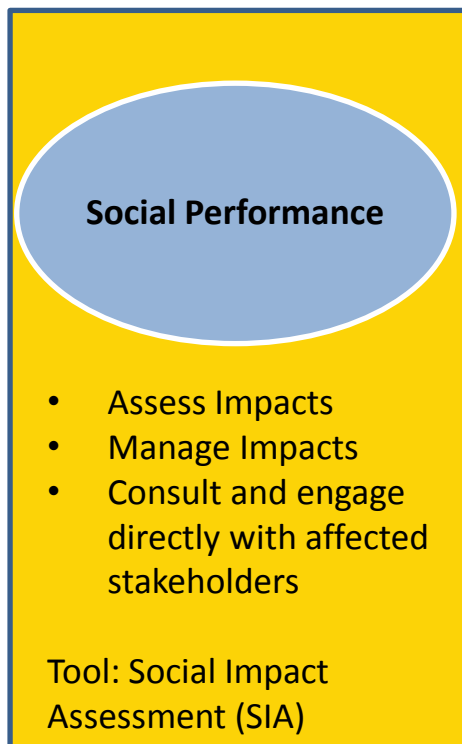 Social Performance
• Assess Impacts
• Manage Impacts
• Consult and engage
directly with affected
stakeholders
Tool: Social Impact
Assessment (SIA)